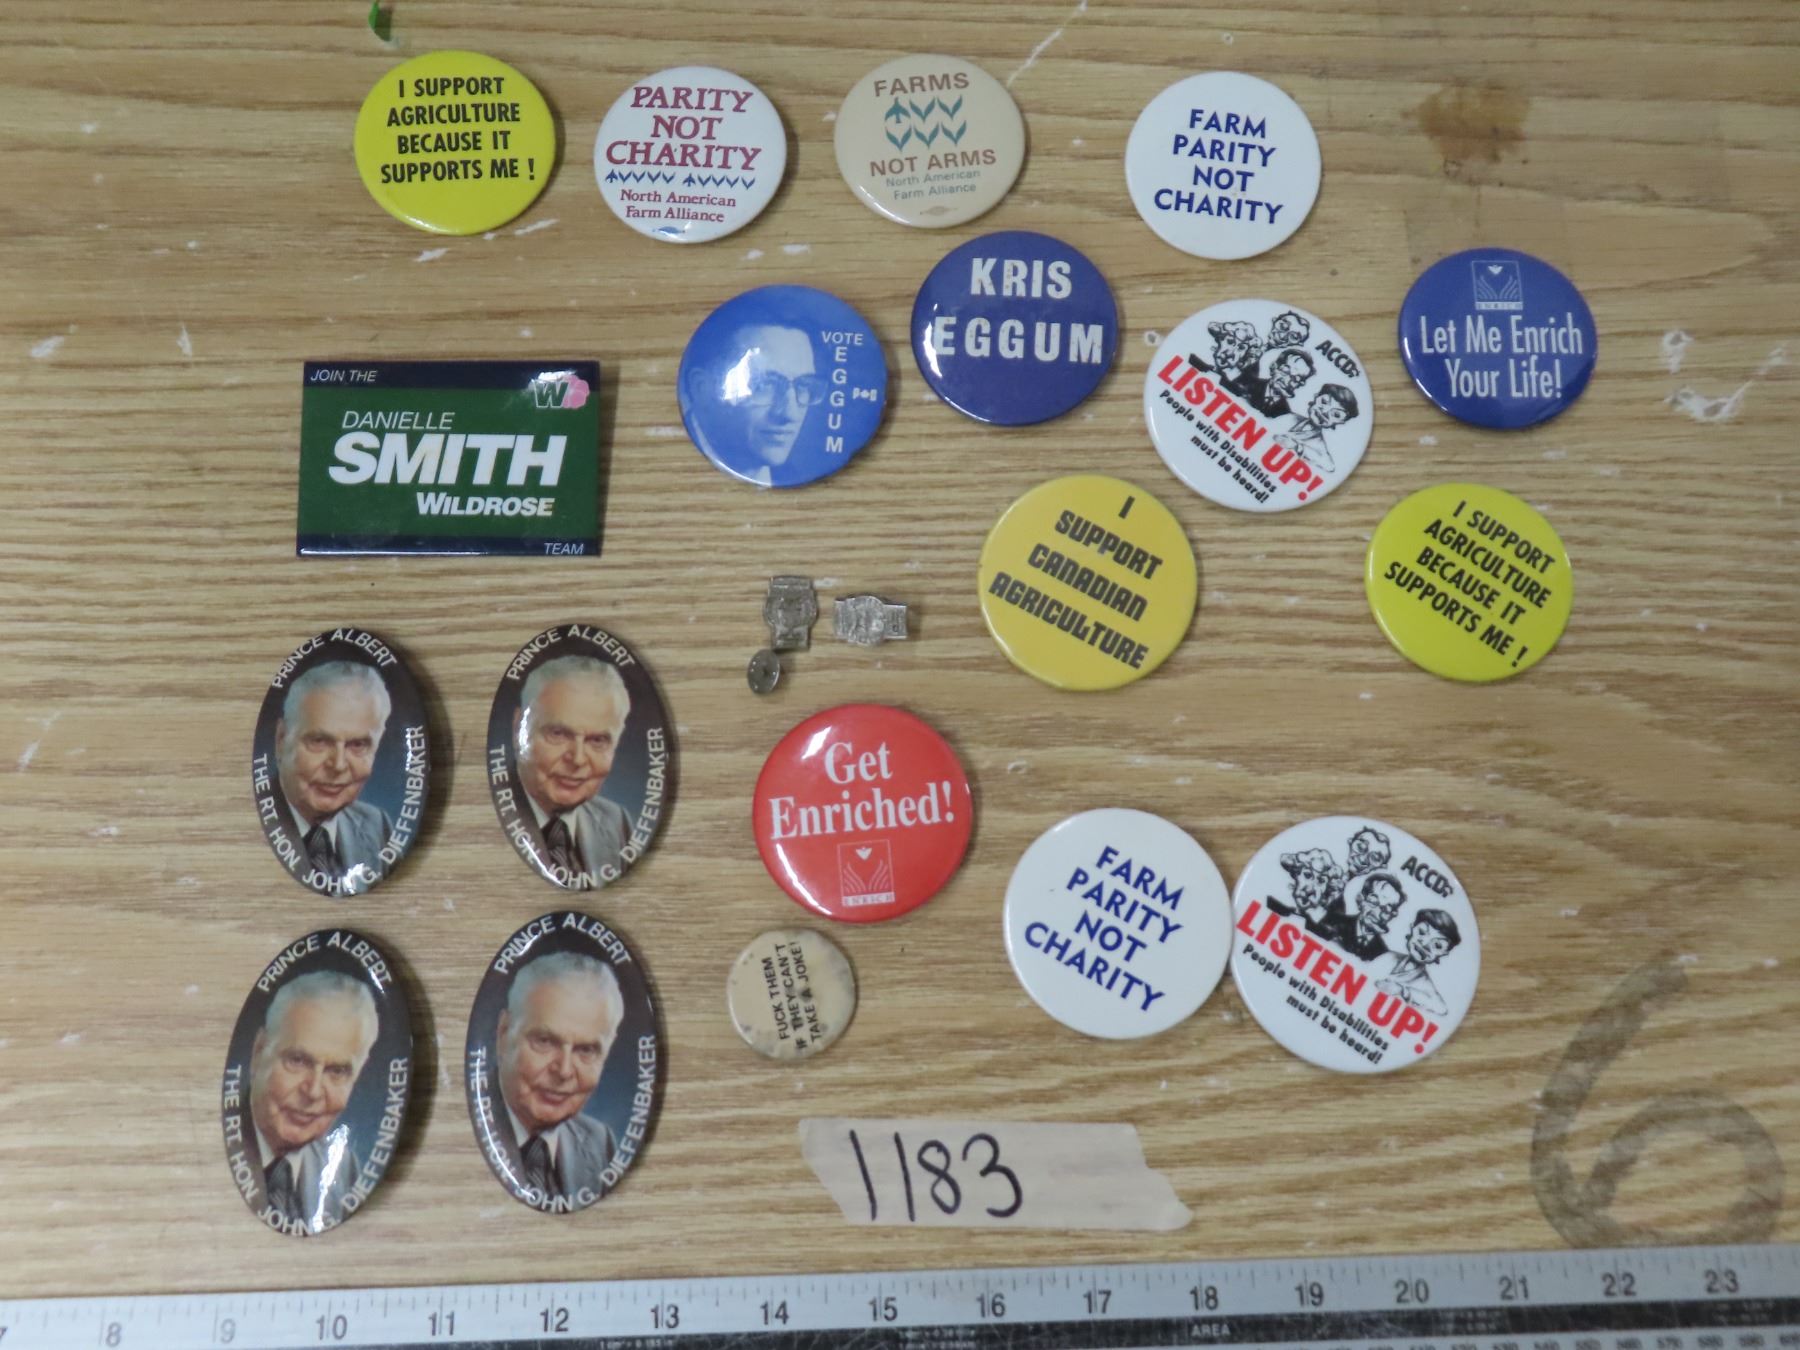 I SUPPORT
AGRICULTURE
BECAUSE IT
SUPPORTS ME !
PARITY
NOT
CHARITY
North American
Farm Alliance
FARMS
NOT ARMS
North American
Farm Alliance
FARM
PARITY
NOT
CHARITY
KRIS
EGGUM
VOTE
EGGUM
ACCD?
LISTEN UP!
People with Disabilities
must be heard!
ENRICH
Let Me Enrich
Your Life!
JOIN THE
W
DANIELLE
SMITH
WILDROSE
TEAM
I
SUPPORT
CANADIAN
AGRICULTURE
I SUPPORT
AGRICULTURE
BECAUSE IT
SUPPORTS ME !
PRINCE ALBERT
THE RT. HON. JOHN G. DIEFENBAKER
PRINCE ALBERT
THE RT. HON. JOHN G. DIEFENBAKER
Get
Enriched!
ENRICH
FARM
PARITY
NOT
CHARITY
ACCD?
LISTEN UP!
People with Disabilities
must be heard!
PRINCE ALBERT
THE RT. HON. JOHN G. DIEFENBAKER
PRINCE ALBERT
THE RT. HON. JOHN G. DIEFENBAKER
FUCK THEM
IF THEY CAN'T
TAKE A JOKE!
1183
6
7 8 9 10 11 12 13 14 15 16 17 18 19 20 21 22 23
AREA